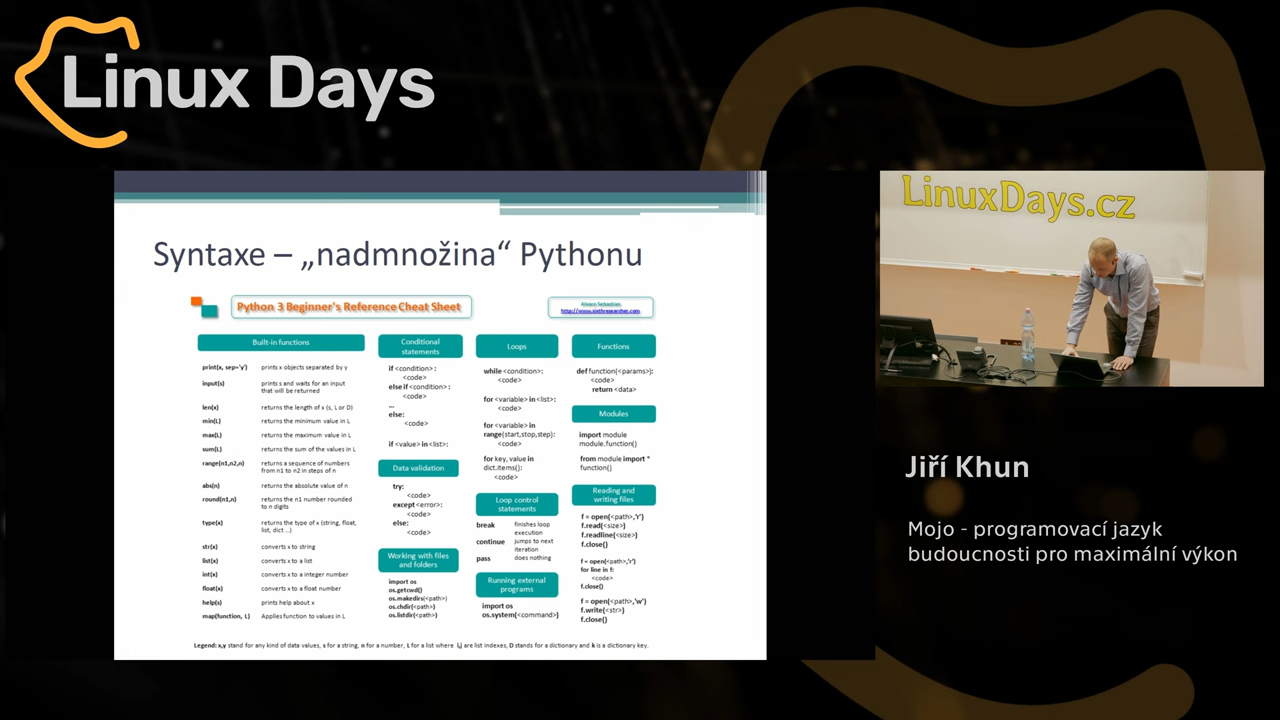 Linux Days
Syntaxe – „nadmnožina“ Pythonu
Python 3 Beginner's Reference Cheat Sheet
Alvaro Sebastian
http://www.sixthresearcher.com
Built-in functions
print(x, sep='y') prints x objects separated by y
input(s) prints s and waits for an input
that will be returned
len(x) returns the length of x (s, L or D)
min(L) returns the minimum value in L
max(L) returns the maximum value in L
sum(L) returns the sum of the values in L
range(n1,n2,n) returns a sequence of numbers
from n1 to n2 in steps of n
abs(n) returns the absolute value of n
round(n1,n) returns the n1 number rounded
to n digits
type(x) returns the type of x (string, float,
list, dict …)
str(x) converts x to string
list(x) converts x to a list
int(x) converts x to a integer number
float(x) converts x to a float number
help(s) prints help about x
map(function, L) Applies function to values in L
Conditional
statements
if <condition> :
<code>
else if <condition> :
<code>
...
else:
<code>
if <value> in <list>:
Data validation
try:
<code>
except <error>:
<code>
else:
<code>
Working with files
and folders
import os
os.getcwd()
os.makedirs(<path>)
os.chdir(<path>)
os.listdir(<path>)
Loops
while <condition>:
<code>
for <variable> in <list>:
<code>
for <variable> in
range(start,stop,step):
<code>
for key, value in
dict.items():
<code>
Loop control
statements
break finishes loop
execution
continue jumps to next
iteration
pass does nothing
Running external
programs
import os
os.system(<command>)
Functions
def function(<params>):
<code>
return <data>
Modules
import module
module.function()
from module import *
function()
Reading and
writing files
f = open(<path>,'r')
f.read(<size>)
f.readline(<size>)
f.close()
f = open(<path>,'r')
for line in f:
<code>
f.close()
f = open(<path>,'w')
f.write(<str>)
f.close()
Legend: x,y stand for any kind of data values, s for a string, n for a number, L for a list where i,j are list indexes, D stands for a dictionary and k is a dictionary key.
LinuxDays.cz
Jiří Khun
Mojo - programovací jazyk
budoucnosti pro maximální výkon